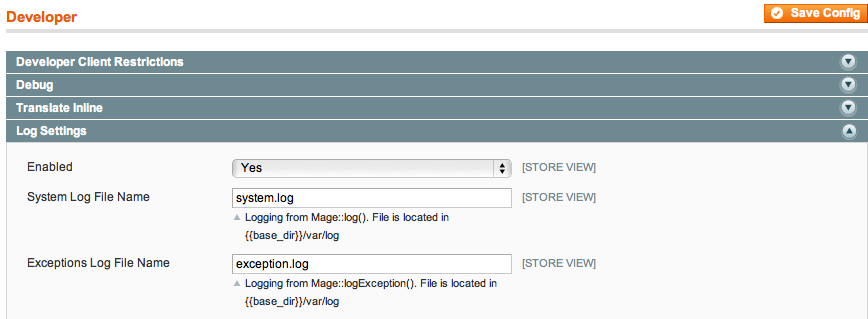 Developer
Save Config
Developer Client Restrictions
Debug
Translate Inline
Log Settings
Enabled Yes [STORE VIEW]
System Log File Name system.log [STORE VIEW]
Logging from Mage::log(). File is located in
{{base_dir}}/var/log
Exceptions Log File Name exception.log [STORE VIEW]
Logging from Mage::logException(). File is located in
{{base_dir}}/var/log